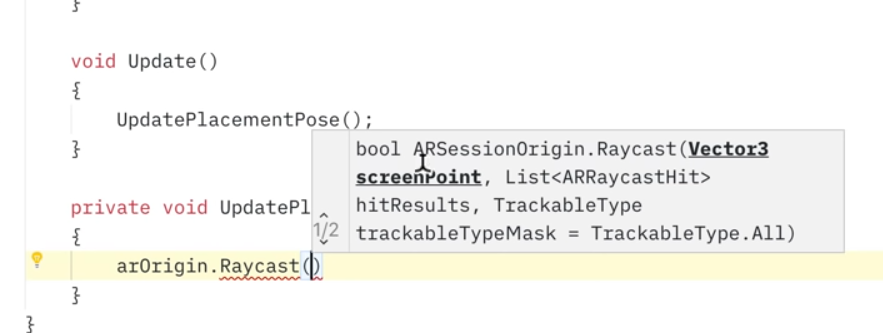 }
void Update()
{
UpdatePlacementPose();
}
bool ARSessionOrigin.Raycast(Vector3
screenPoint, List<ARRaycastHit>
hitResults, TrackableType
trackableTypeMask = TrackableType.All)
1/2
private void UpdatePl
{
arOrigin.Raycast()
}
}